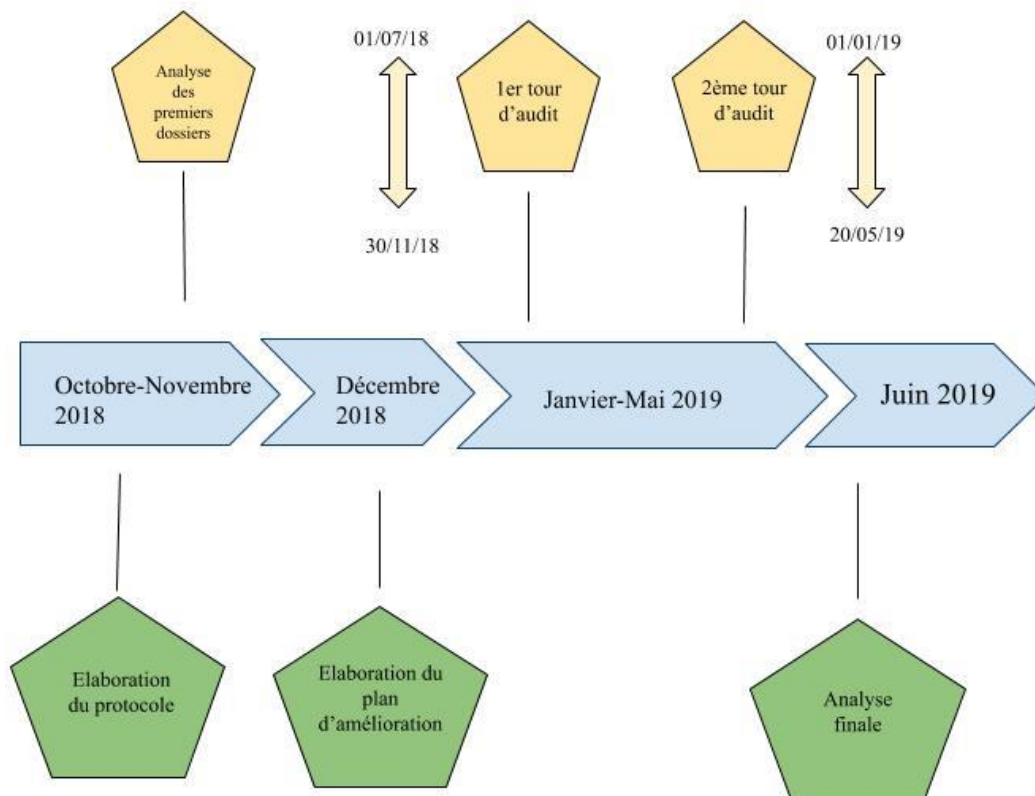 Analyse
des
premiers
dossiers
01/07/18
30/11/18
1er tour
d’audit
2ème tour
d’audit
01/01/19
20/05/19
Octobre-Novembre
2018
Décembre
2018
Janvier-Mai 2019
Juin 2019
Elaboration
du protocole
Elaboration du
plan
d’amélioration
Analyse
finale